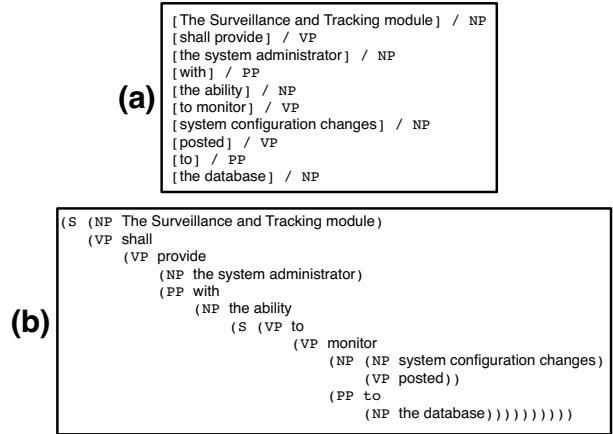 (a)
[The Surveillance and Tracking module] / NP
[shall provide] / VP
[the system administrator] / NP
[with] / PP
[the ability] / NP
[to monitor] / VP
[system configuration changes] / NP
[posted] / VP
[to] / PP
[the database] / NP
(b)
(S (NP The Surveillance and Tracking module)
(VP shall
(VP provide
(NP the system administrator)
(PP with
(NP the ability
(S (VP to
(VP monitor
(NP (NP system configuration changes)
(VP posted))
(PP to
(NP the database))))))))))